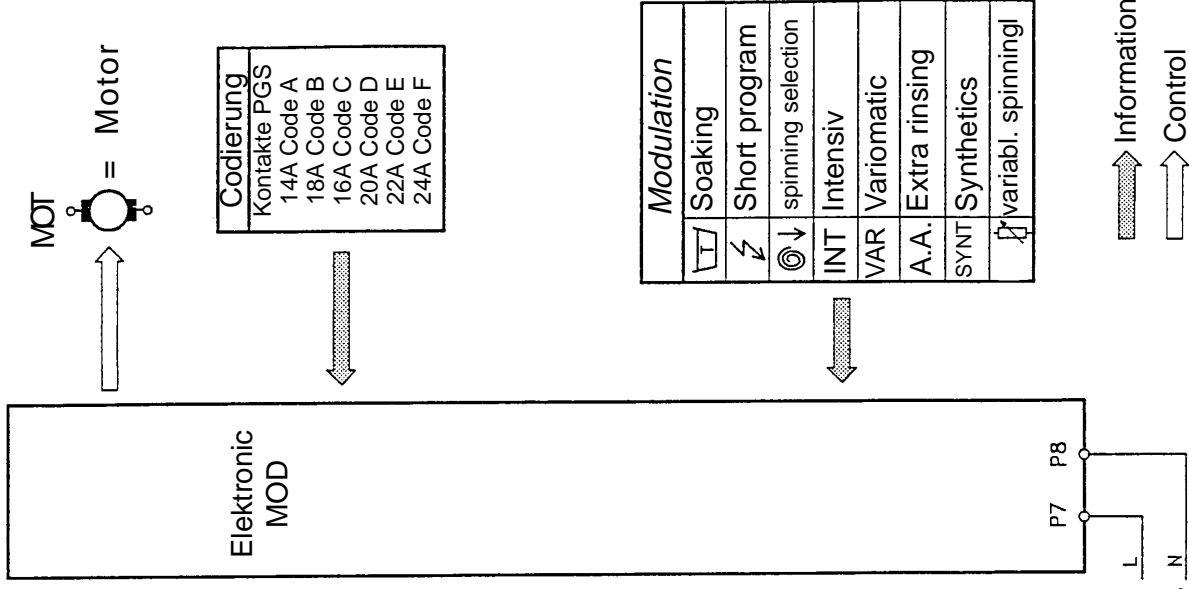 MOT
= Motor
Codierung
Kontakte PGS
14A Code A
18A Code B
16A Code C
20A Code D
22A Code E
24A Code F
Modulation
T Soaking
Short program
spinning selection
INT Intensiv
VAR Variomatic
A.A. Extra rinsing
SYNT Synthetics
variabl. spinningl
Information
Control
Elektronic
MOD
P7
P8
L
N